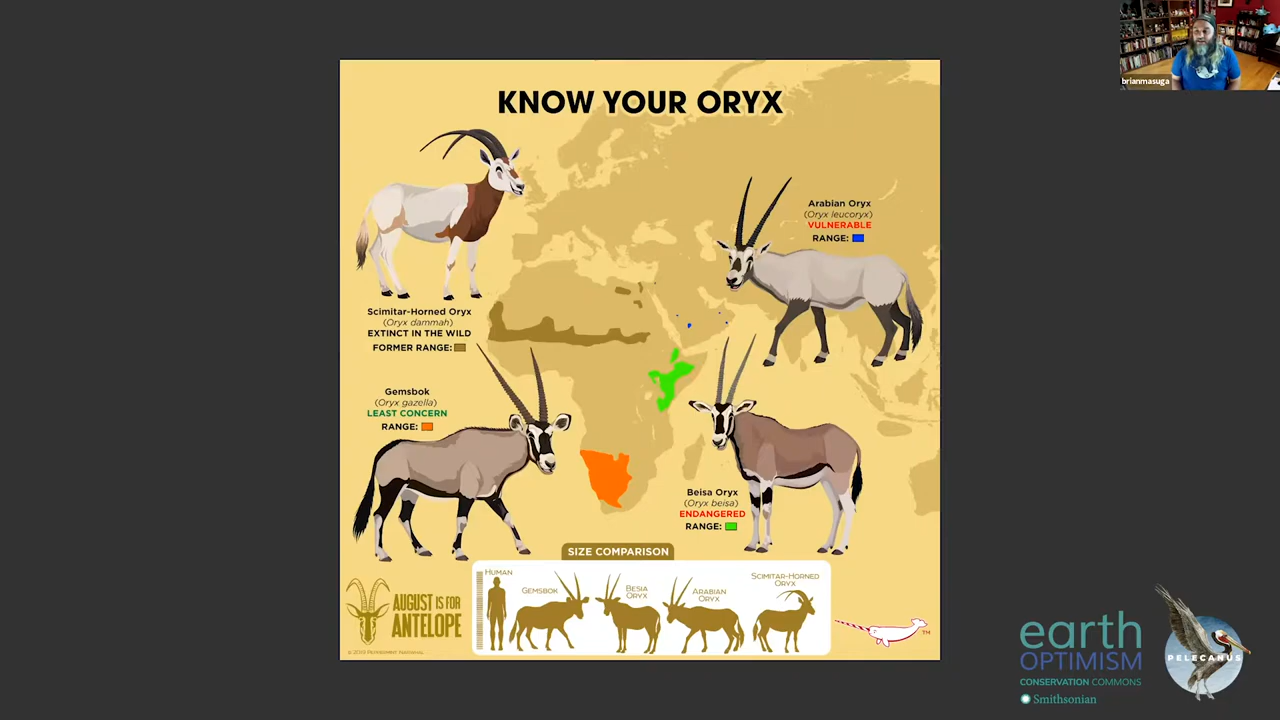 brianmasuga
KNOW YOUR ORYX
Scimitar-Horned Oryx
(Oryx dammah)
EXTINCT IN THE WILD
FORMER RANGE:
Arabian Oryx
(Oryx leucoryx)
VULNERABLE
RANGE:
Gemsbok
(Oryx gazella)
LEAST CONCERN
RANGE:
Beisa Oryx
(Oryx beisa)
ENDANGERED
RANGE:
SIZE COMPARISON
HUMAN
GEMSBOK
BESIA
ORYX
ARABIAN
ORYX
SCIMITAR-HORNED
ORYX
AUGUST IS FOR
ANTELOPE
TM
earth
OPTIMISM
CONSERVATION COMMONS
Smithsonian
PELECANUS